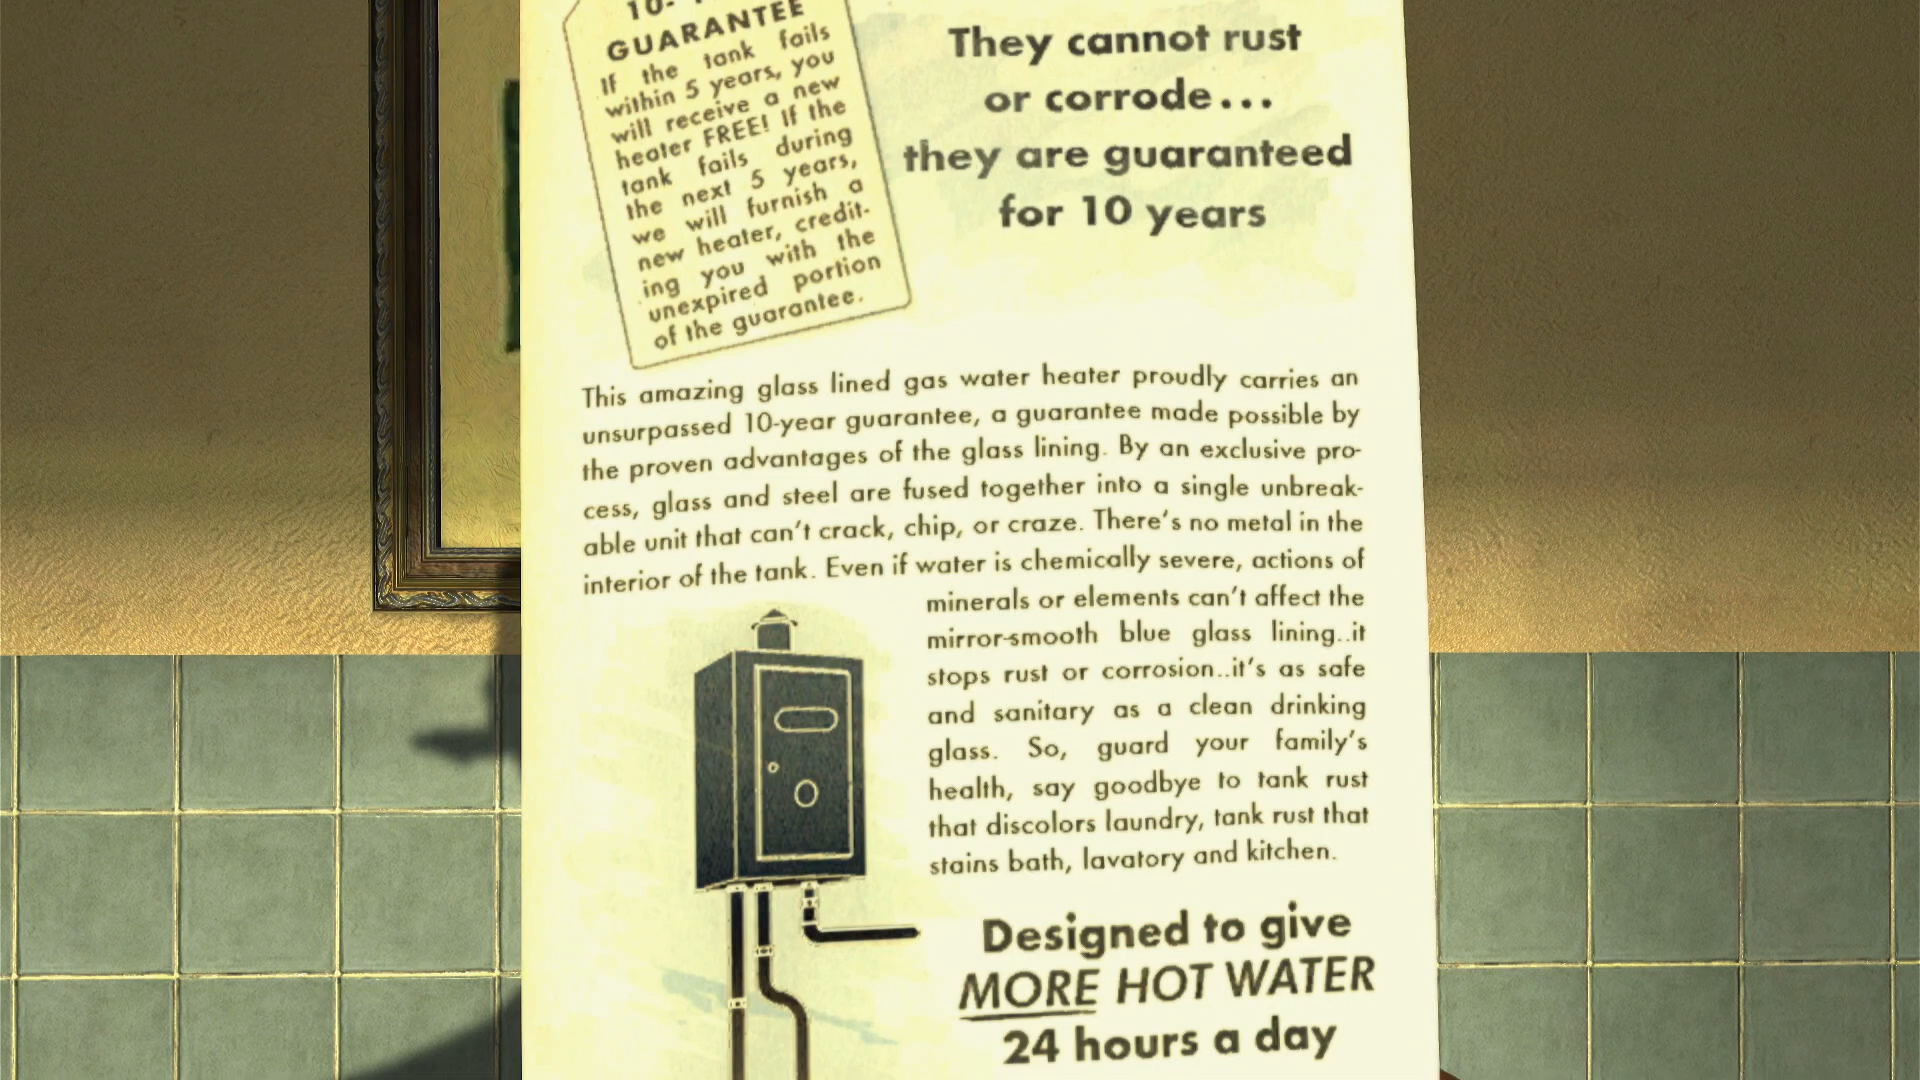 10-
GUARANTEE
If the tank fails
within 5 years, you
will receive a new
heater FREE! If the
tank fails during
the next 5 years,
we will furnish a
new heater, credit-
ing you with the
unexpired portion
of the guarantee.
They cannot rust
or corrode...
they are guaranteed
for 10 years
This amazing glass lined gas water heater proudly carries an
unsurpassed 10-year guarantee, a guarantee made possible by
the proven advantages of the glass lining. By an exclusive pro-
cess, glass and steel are fused together into a single unbreak-
able unit that can't crack, chip, or craze. There's no metal in the
interior of the tank. Even if water is chemically severe, actions of
minerals or elements can't affect the
mirror-smooth blue glass lining..it
stops rust or corrosion..it's as safe
and sanitary as a clean drinking
glass. So, guard your family's
health, say goodbye to tank rust
that discolors laundry, tank rust that
stains bath, lavatory and kitchen.
Designed to give
MORE HOT WATER
24 hours a day